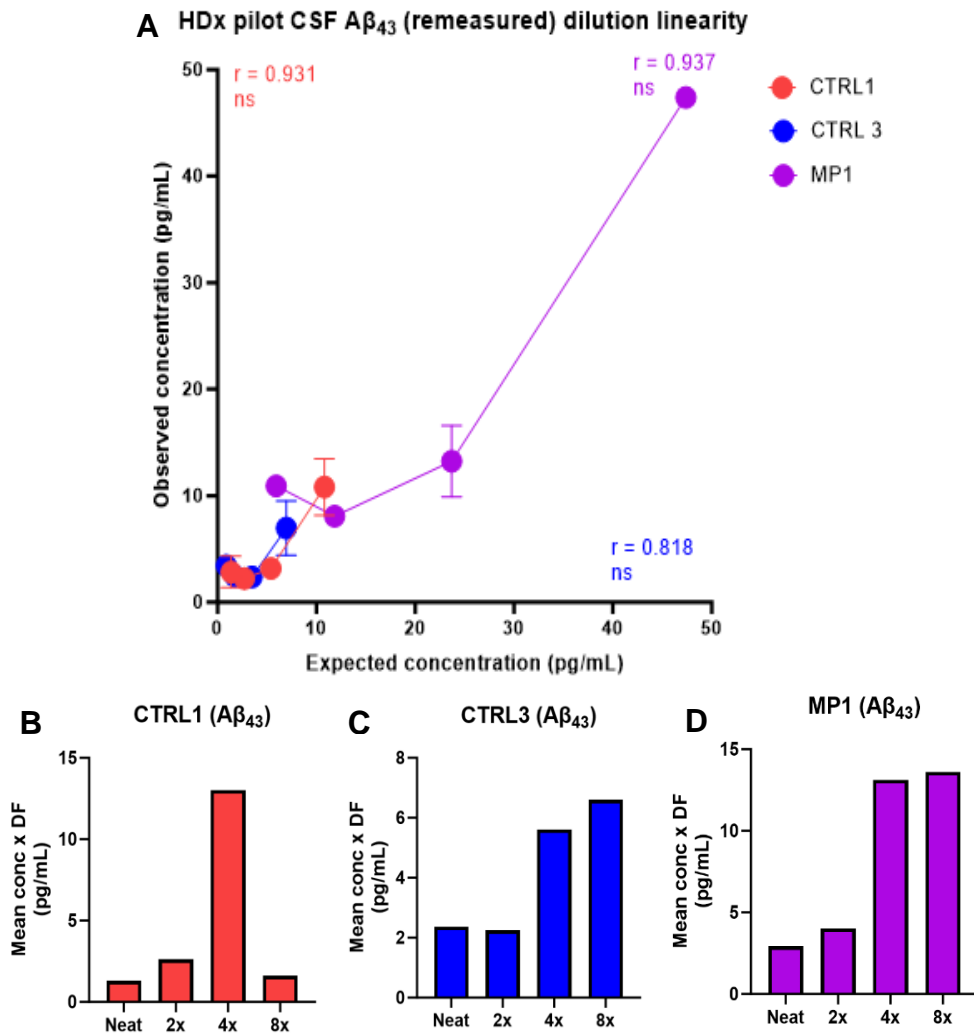 A HDx pilot CSF Aβ₄₃ (remeasured) dilution linearity
r = 0.931
ns
r = 0.937
ns
CTRL1
CTRL 3
MP1
50
40
30
20
10
0
Observed concentration (pg/mL)
r = 0.818
ns
0 10 20 30 40 50
Expected concentration (pg/mL)
B CTRL1 (Aβ₄₃)
15
10
5
0
Mean conc x DF
(pg/mL)
Neat 2x 4x 8x
C CTRL3 (Aβ₄₃)
8
6
4
2
0
Mean conc x DF
(pg/mL)
Neat 2x 4x 8x
D MP1 (Aβ₄₃)
15
10
5
0
Mean conc x DF
(pg/mL)
Neat 2x 4x 8x